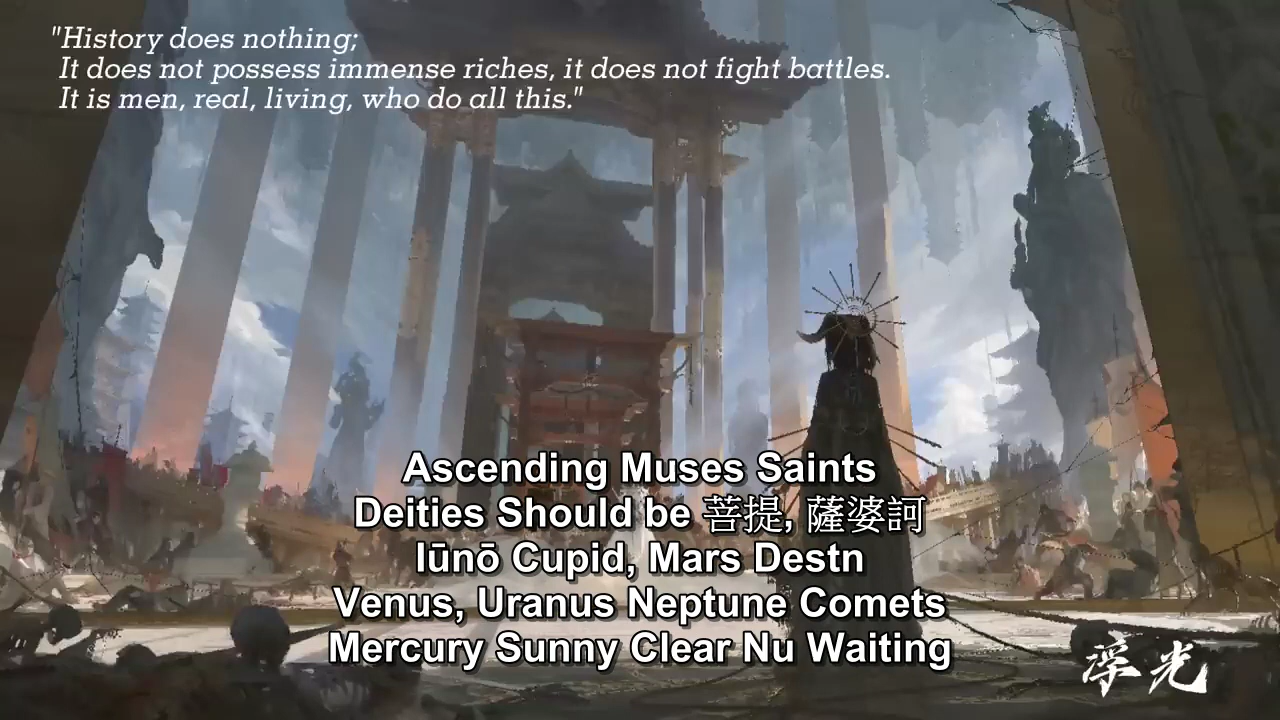 "History does nothing;
It does not possess immense riches, it does not fight battles.
It is men, real, living, who do all this."
Ascending Muses Saints
Deities Should be 菩提, 薩婆訶
Iūnō Cupid, Mars Destn
Venus, Uranus Neptune Comets
Mercury Sunny Clear Nu Waiting
浮光